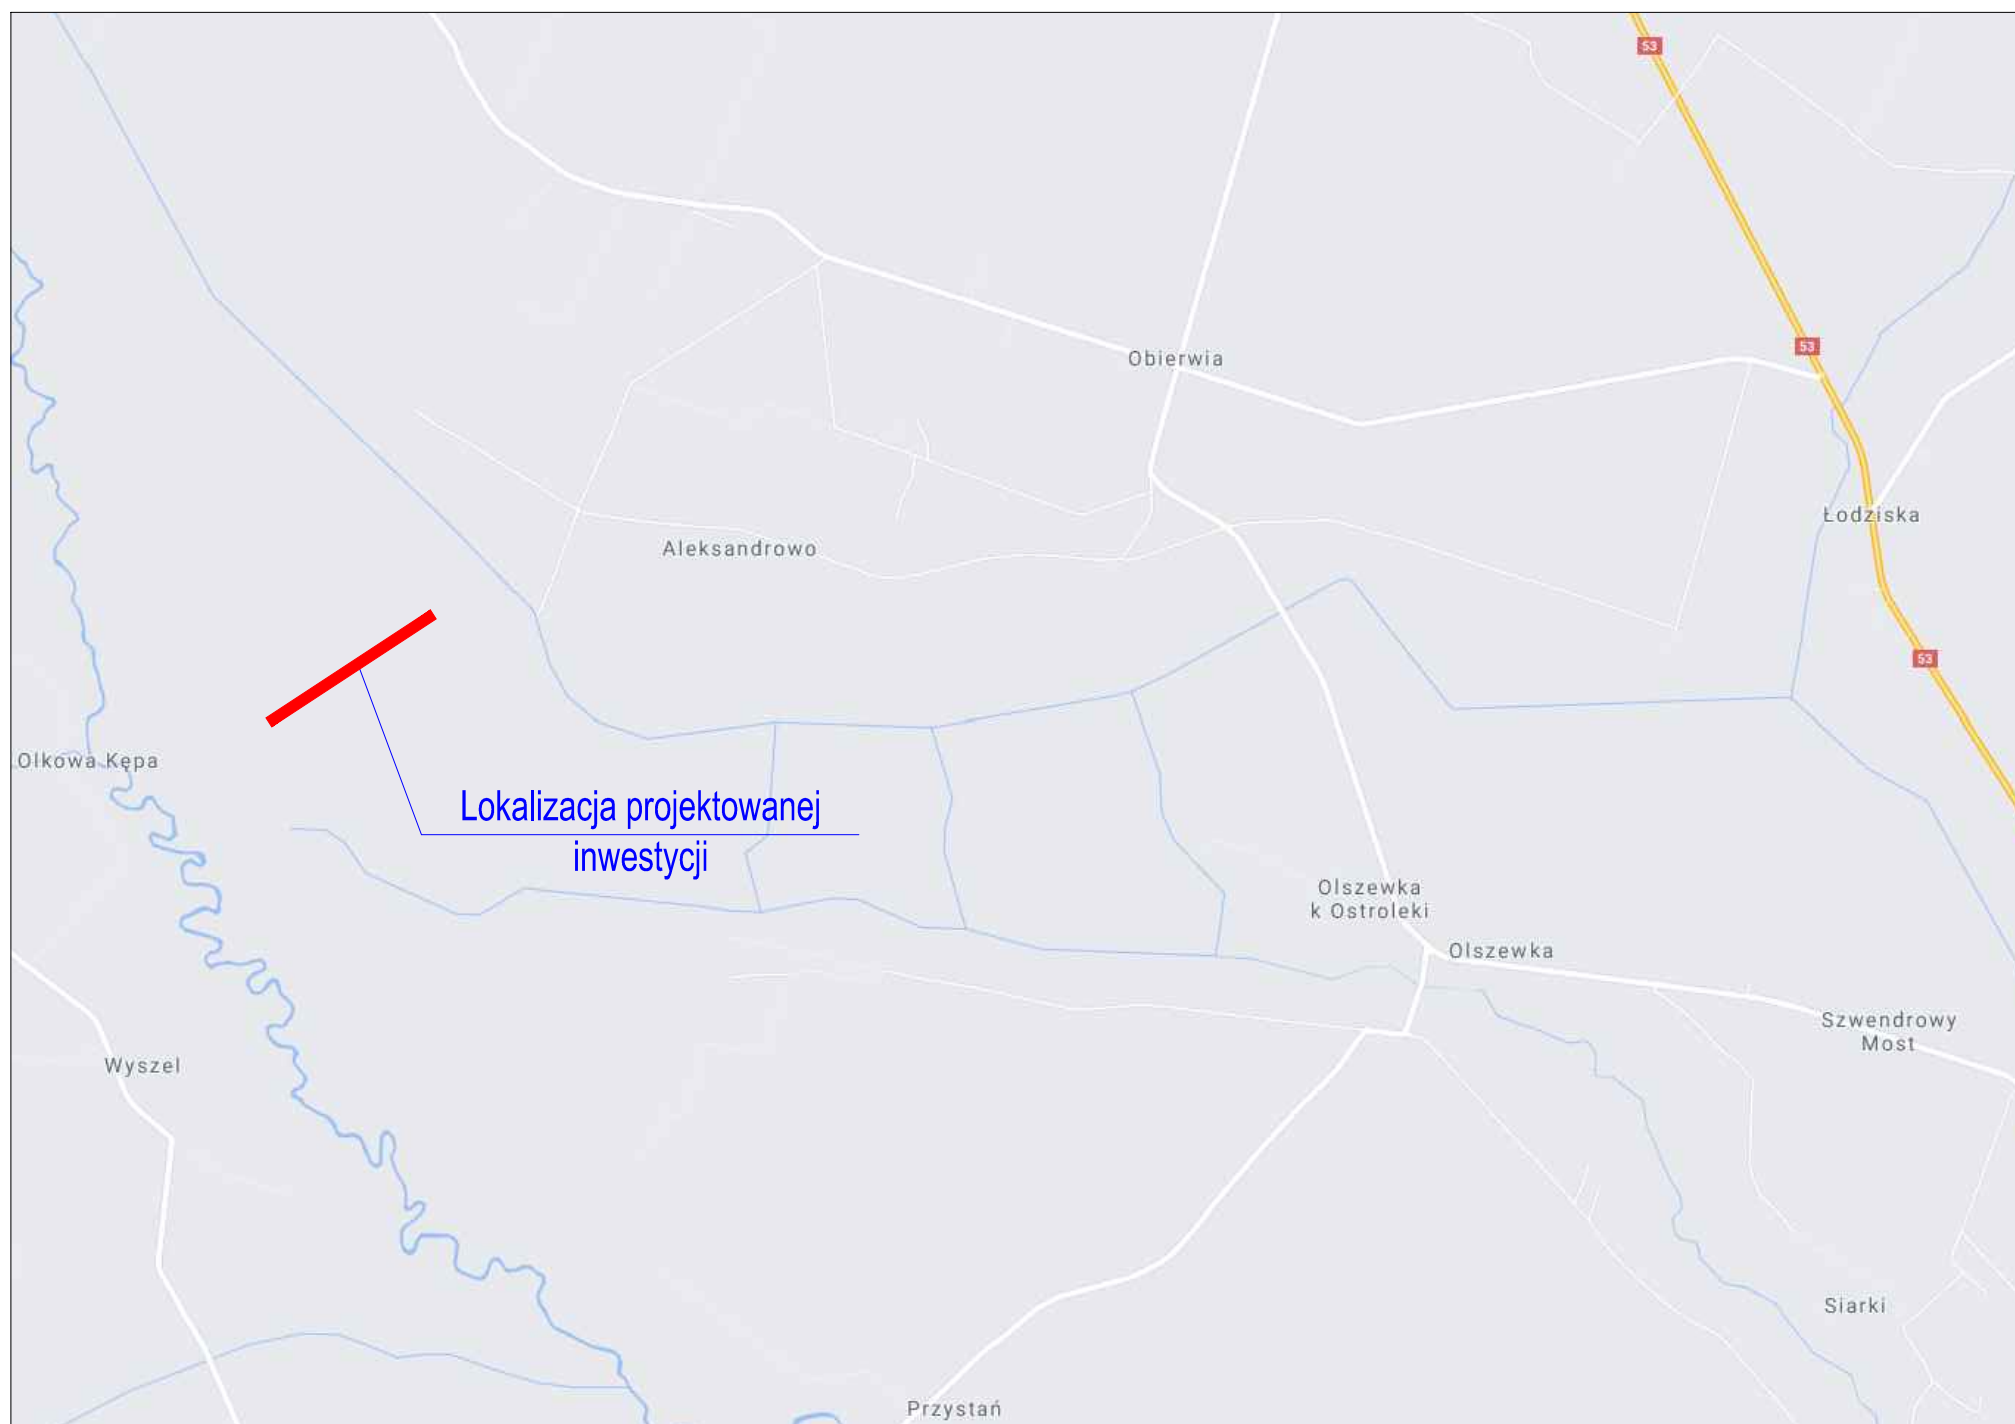 53
53
Obierwia
Łodziska
Aleksandrowo
53
Olkowa Kępa
Lokalizacja projektowanej
inwestycji
Olszewka
k Ostroleki
Olszewka
Szwendrowy
Most
Wyszel
Siarki
Przystań